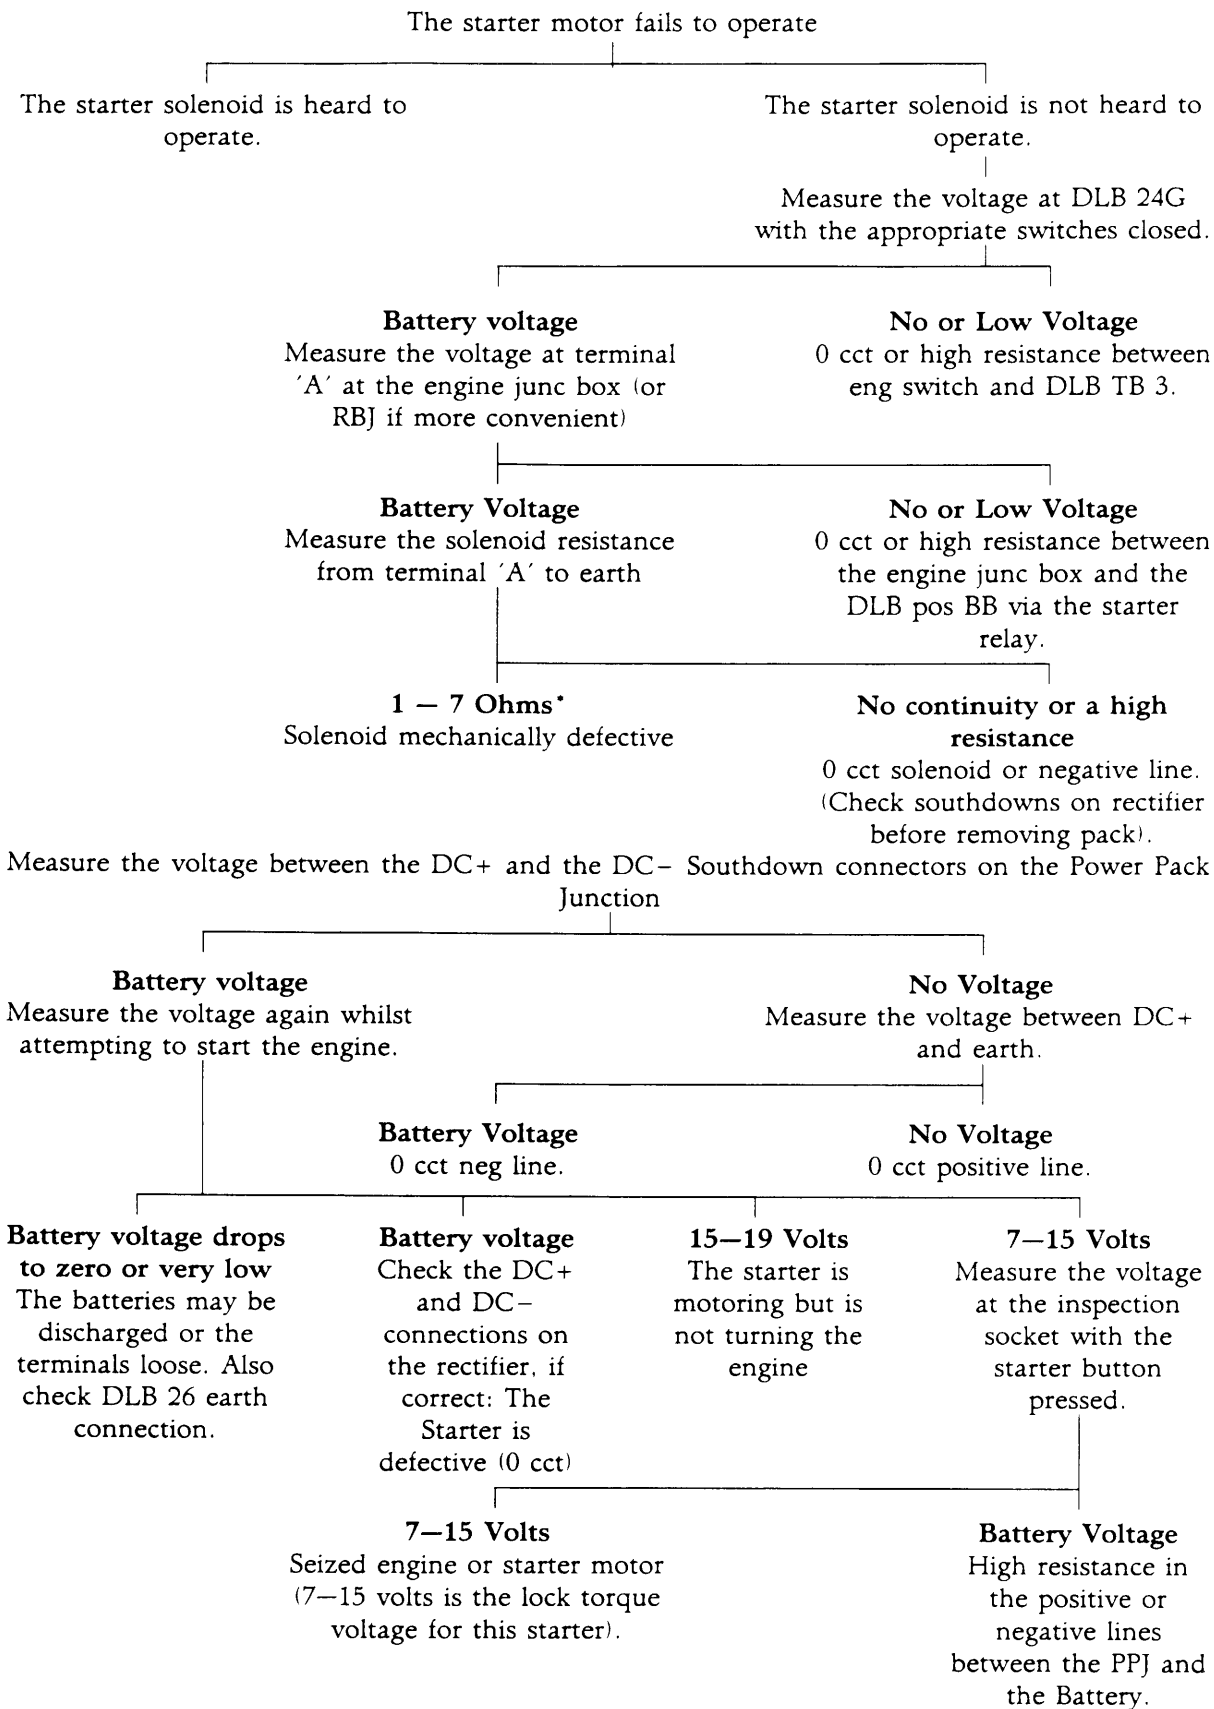 The starter motor fails to operate
The starter solenoid is heard to
operate.
The starter solenoid is not heard to
operate.
Measure the voltage at DLB 24G
with the appropriate switches closed.
Battery voltage
Measure the voltage at terminal
'A' at the engine junc box (or
RBJ if more convenient)
No or Low Voltage
0 cct or high resistance between
eng switch and DLB TB 3.
Battery Voltage
Measure the solenoid resistance
from terminal 'A' to earth
No or Low Voltage
0 cct or high resistance between
the engine junc box and the
DLB pos BB via the starter
relay.
1 – 7 Ohms*
Solenoid mechanically defective
No continuity or a high
resistance
0 cct solenoid or negative line.
(Check southdowns on rectifier
before removing pack).
Measure the voltage between the DC+ and the DC– Southdown connectors on the Power Pack
Junction
Battery voltage
Measure the voltage again whilst
attempting to start the engine.
No Voltage
Measure the voltage between DC+
and earth.
Battery Voltage
0 cct neg line.
No Voltage
0 cct positive line.
Battery voltage drops
to zero or very low
The batteries may be
discharged or the
terminals loose. Also
check DLB 26 earth
connection.
Battery voltage
Check the DC+
and DC–
connections on
the rectifier, if
correct: The
Starter is
defective (0 cct)
15–19 Volts
The starter is
motoring but is
not turning the
engine
7–15 Volts
Measure the voltage
at the inspection
socket with the
starter button
pressed.
7–15 Volts
Seized engine or starter motor
(7–15 volts is the lock torque
voltage for this starter).
Battery Voltage
High resistance in
the positive or
negative lines
between the PPJ and
the Battery.